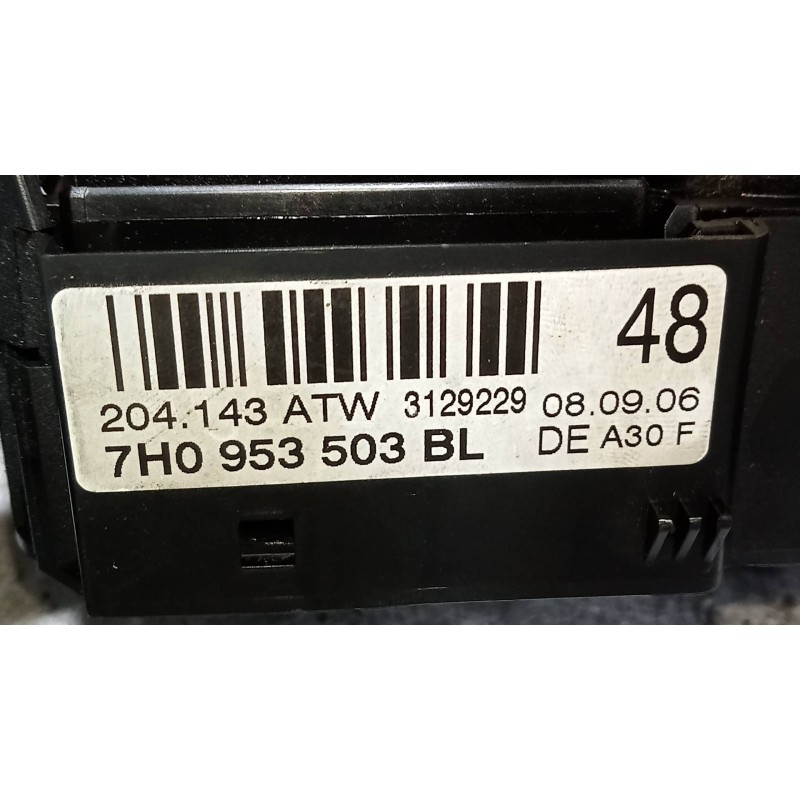 48
204.143 ATW 3129229 08.09.06
7H0 953 503 BL DE A30 F